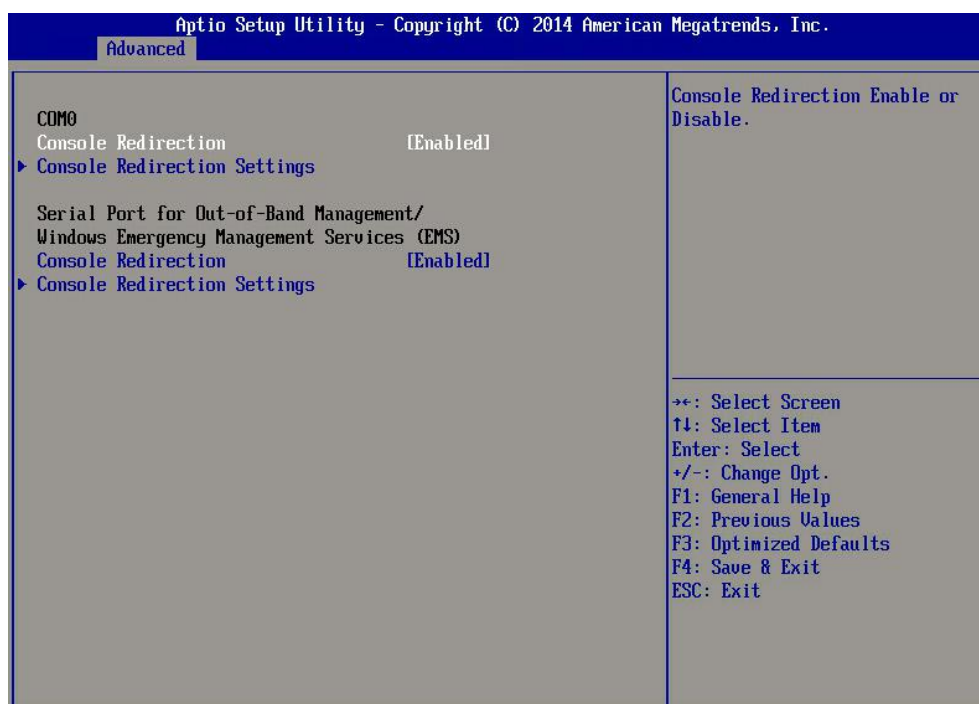 Aptio Setup Utility - Copyright (C) 2014 American Megatrends, Inc.
Advanced
COM0
Console Redirection [Enabled]
▶ Console Redirection Settings
Serial Port for Out-of-Band Management/
Windows Emergency Management Services (EMS)
Console Redirection [Enabled]
▶ Console Redirection Settings
Console Redirection Enable or
Disable.
→←: Select Screen
↑↓: Select Item
Enter: Select
+/-: Change Opt.
F1: General Help
F2: Previous Values
F3: Optimized Defaults
F4: Save & Exit
ESC: Exit